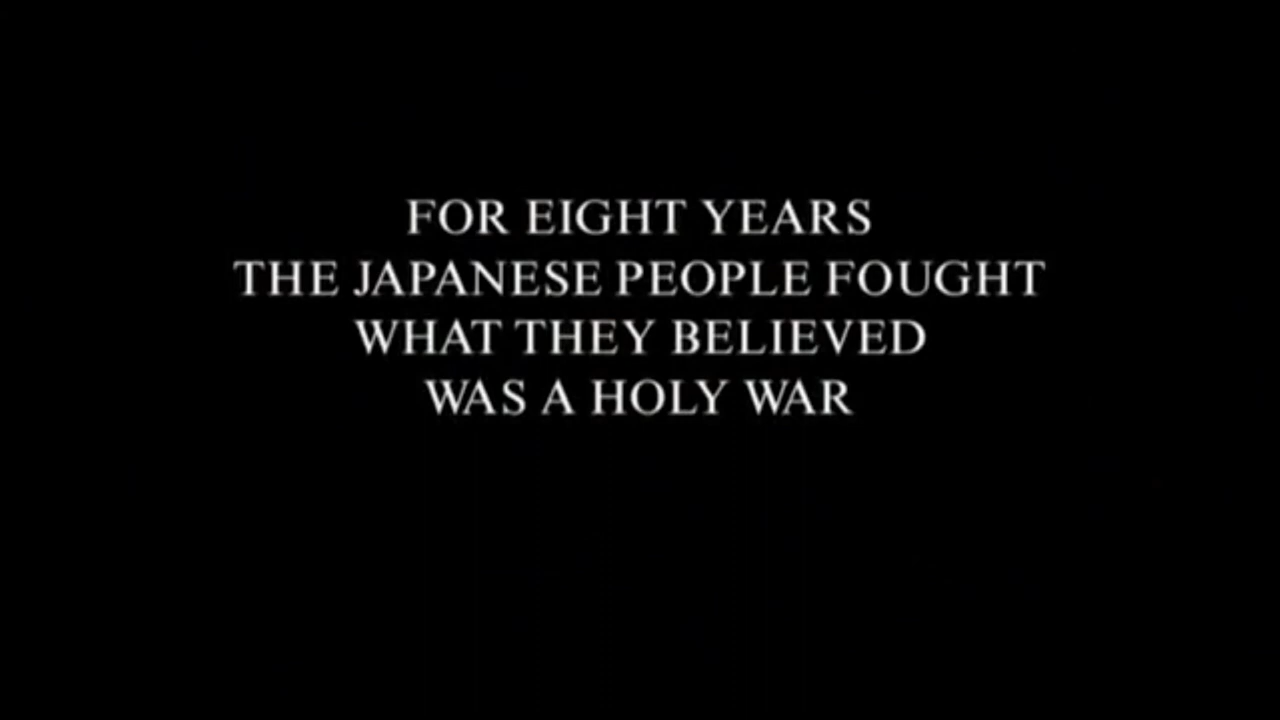 FOR EIGHT YEARS
THE JAPANESE PEOPLE FOUGHT
WHAT THEY BELIEVED
WAS A HOLY WAR